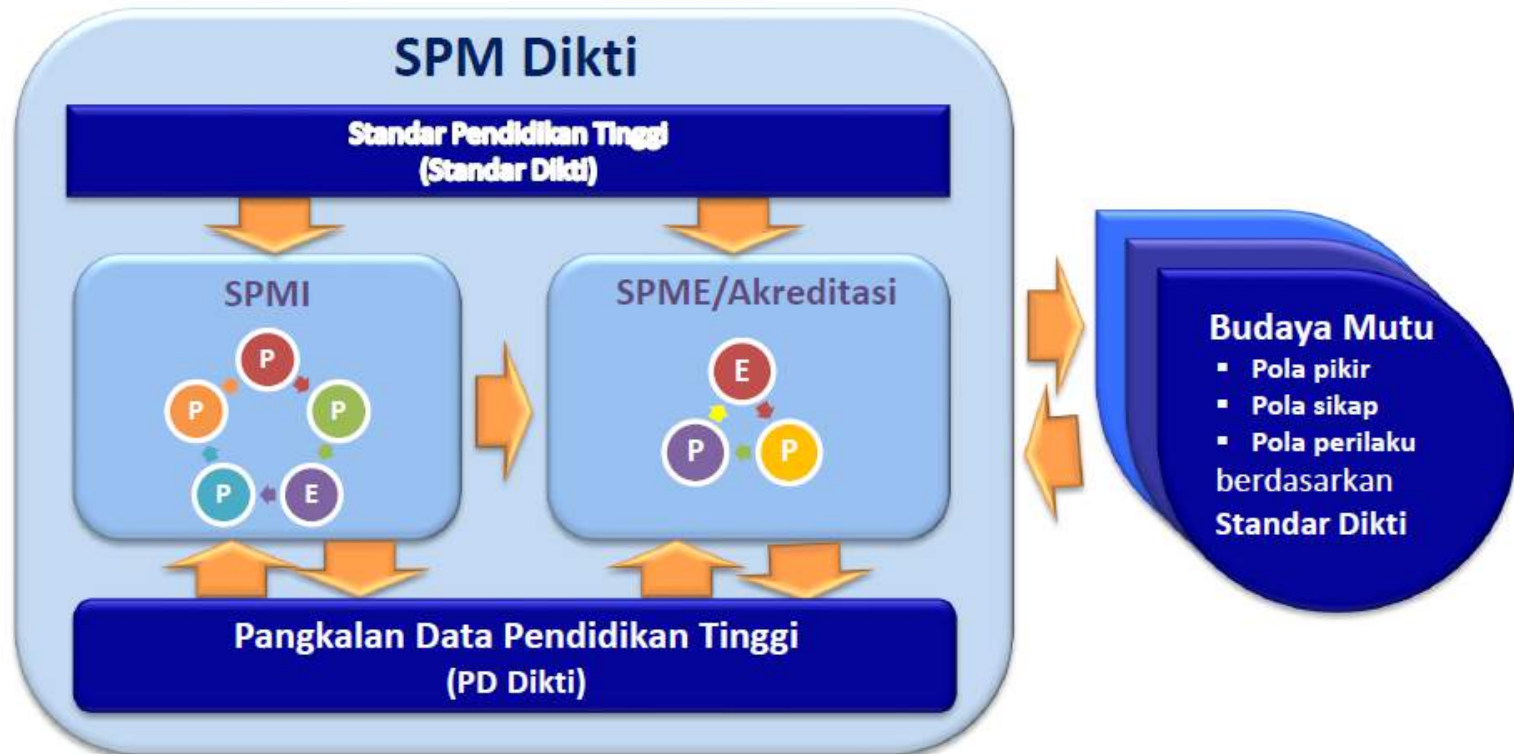 SPM Dikti
Standar Pendidikan Tinggi
(Standar Dikti)
SPMI
P
P
P
P
E
SPME/Akreditasi
E
P
P
Pangkalan Data Pendidikan Tinggi
(PD Dikti)
Budaya Mutu
▪ Pola pikir
▪ Pola sikap
▪ Pola perilaku
berdasarkan
Standar Dikti